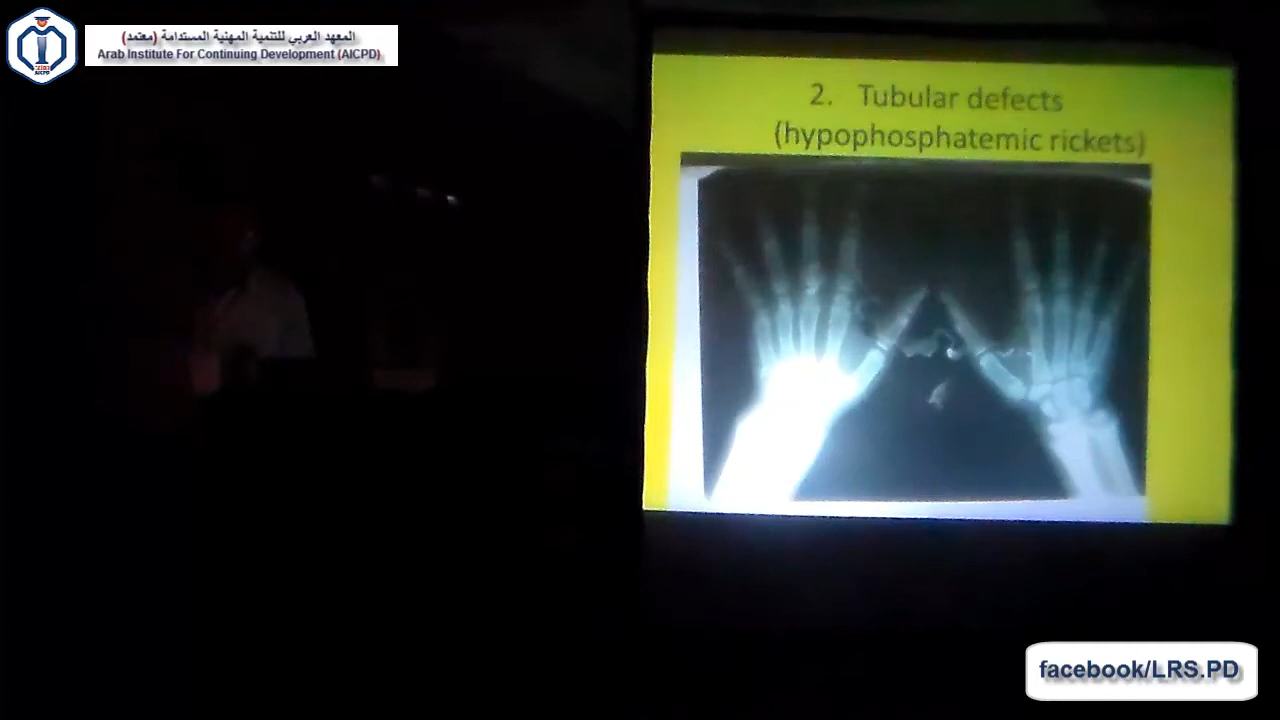 المعهد العربي للتنمية المهنية المستدامة (معتمد)
Arab Institute For Continuing Development (AICPD)
AICPD
2. Tubular defects
(hypophosphatemic rickets)
facebook/LRS.PD